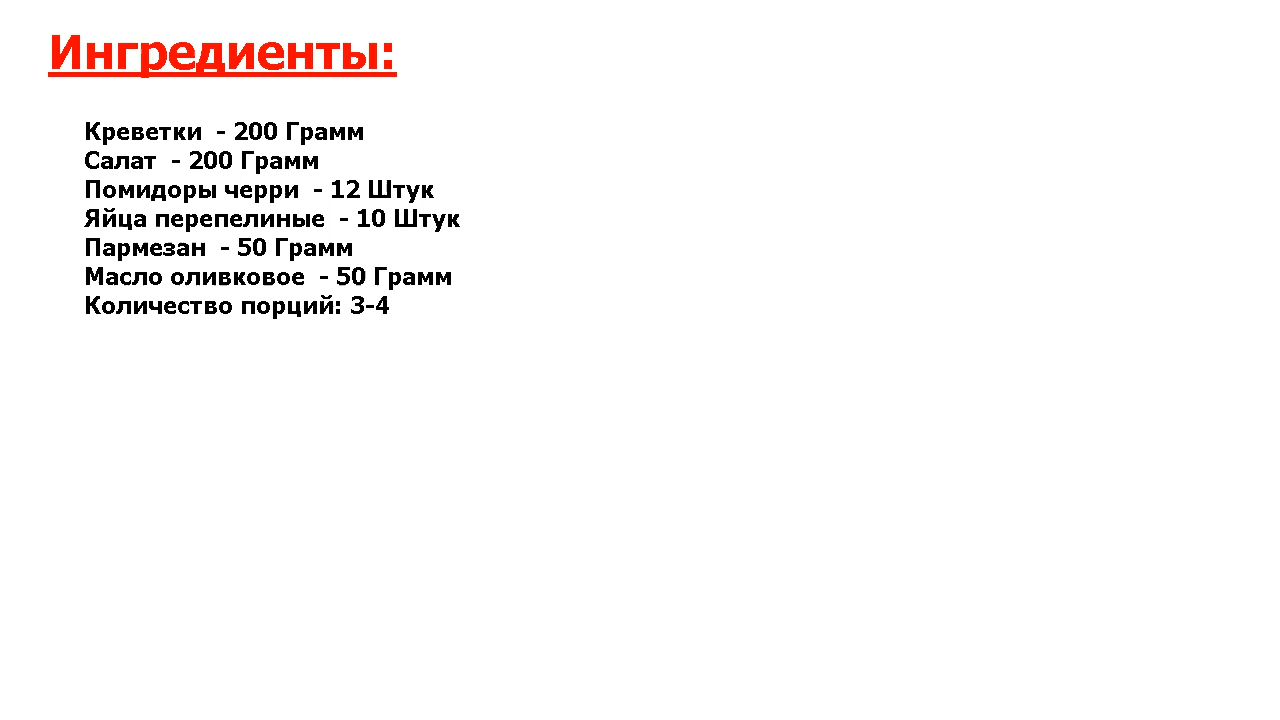 Ингредиенты:
Креветки  - 200 Грамм
Салат  - 200 Грамм
Помидоры черри  - 12 Штук
Яйца перепелиные  - 10 Штук
Пармезан  - 50 Грамм
Масло оливковое  - 50 Грамм
Количество порций: 3-4